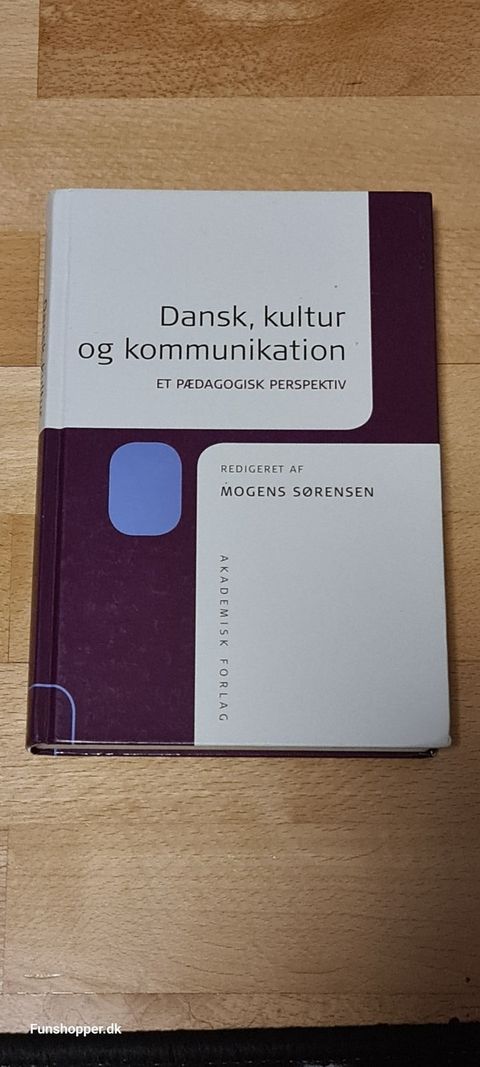 Dansk, kultur
og kommunikation
ET PÆDAGOGISK PERSPEKTIV
REDIGERET AF
MOGENS SØRENSEN
AKADEMISK FORLAG
Funshopper.dk